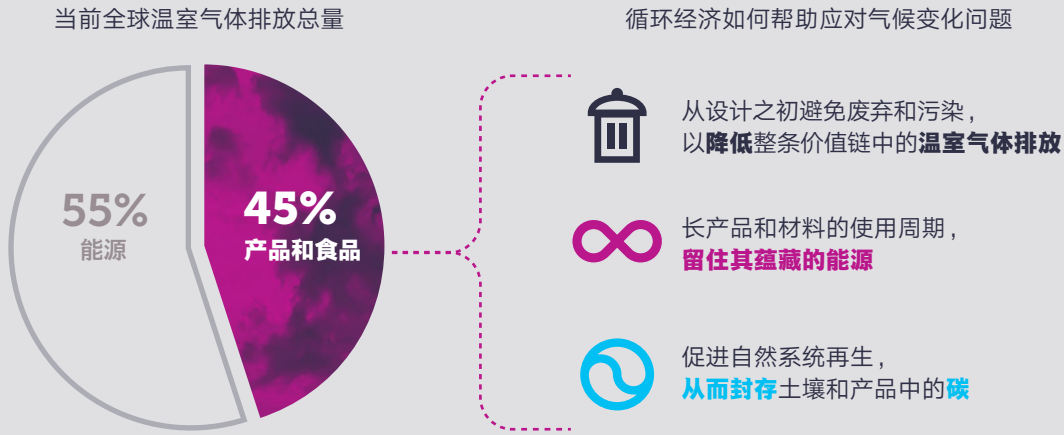 当前全球温室气体排放总量
55%
能源
45%
产品和食品
循环经济如何帮助应对气候变化问题
从设计之初避免废弃和污染，
以降低整条价值链中的温室气体排放
长产品和材料的使用周期，
留住其蕴藏的能源
促进自然系统再生，
从而封存土壤和产品中的碳